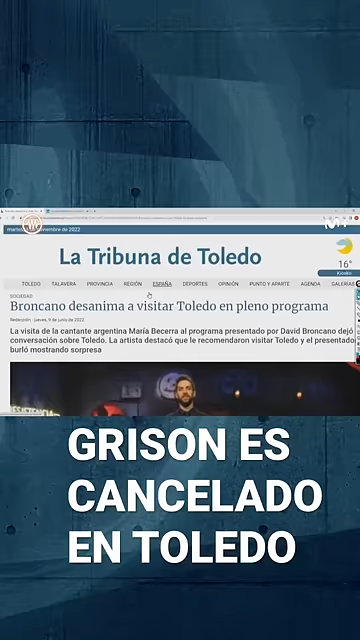 martes
viembre de 2022
M+
La Tribuna de Toledo
16°
TOLEDO TALAVERA PROVINCIA REGIÓN ESPAÑA DEPORTES OPINIÓN PUNTO Y APARTE AGENDA GALERÍAS
SOCIEDAD
Broncano desanima a visitar Toledo en pleno programa
Redacción - jueves, 9 de junio de 2022
La visita de la cantante argentina María Becerra al programa presentado por David Broncano dejó
conversación sobre Toledo. La artista destacó que le recomendaron visitar Toledo y el presentado
burló mostrando sorpresa
GRISON ES
CANCELADO
EN TOLEDO